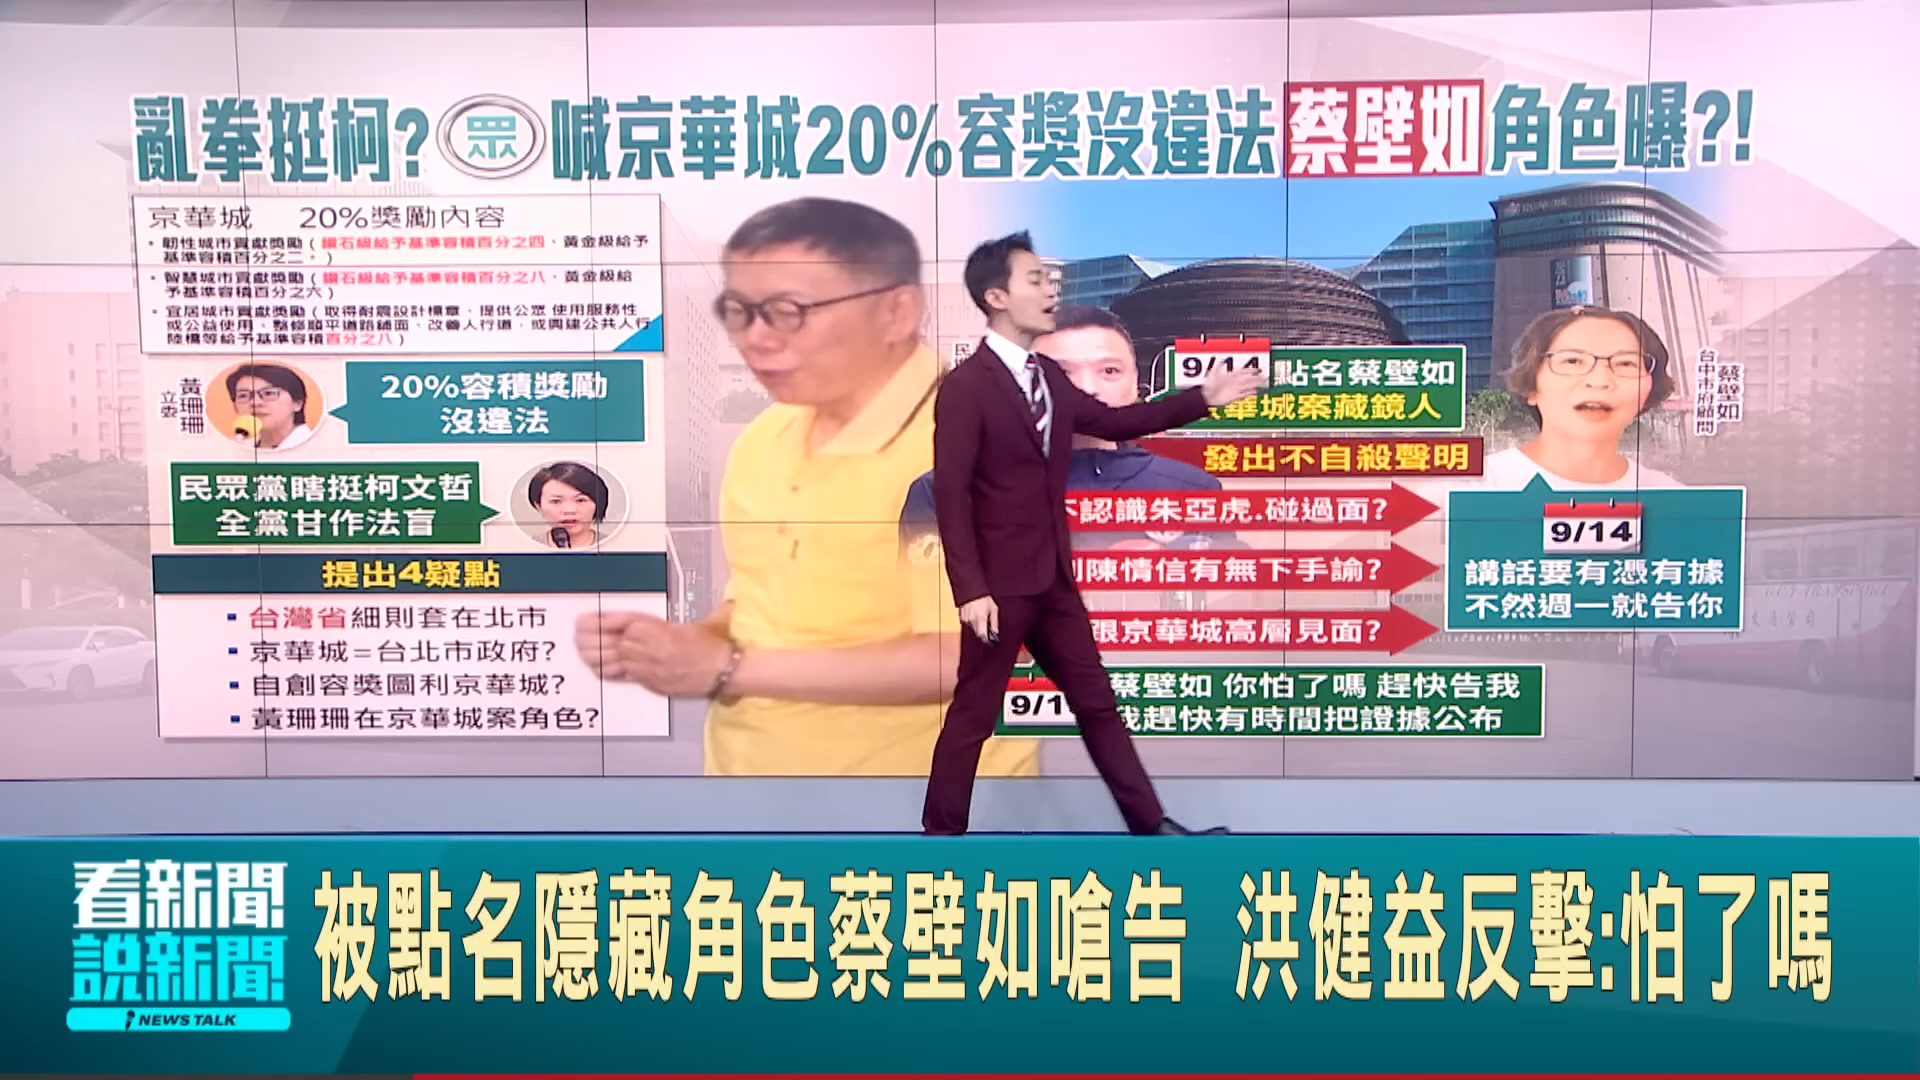 亂拳挺柯? 眾 喊京華城20%容獎沒違法 蔡壁如 角色曝?!
京華城 20%獎勵內容
• 韌性城市貢獻獎勵（鑽石級給予基準容積百分之四、黃金級給予
基準容積百分之二。）
• 智慧城市貢獻獎勵（鑽石級給予基準容積百分之八、黃金級給
予基準容積百分之六）
• 宜居城市貢獻獎勵（取得耐震設計標章、提供公眾 使用服務性
或公益使用、整修順平道路鋪面、改善人行道，或興建公共人行
陸橋等給予基準容積百分之八）
立委
黃珊珊
20%容積獎勵
沒違法
民眾黨瞎挺柯文哲
全黨甘作法盲
提出4疑點
▪ 台灣省細則套在北市
▪ 京華城=台北市政府?
▪ 自創容獎圖利京華城?
▪ 黃珊珊在京華城案角色?
民
9/14
點名蔡壁如
華城案藏鏡人
發出不自殺聲明
認識朱亞虎.碰過面?
陳情信有無下手諭?
跟京華城高層見面?
9/1
蔡壁如 你怕了嗎 趕快告我
我趕快有時間把證據公布
台中市府顧問
蔡壁如
9/14
講話要有憑有據
不然週一就告你
看新聞
說新聞
NEWS TALK
被點名隱藏角色蔡壁如嗆告 洪健益反擊:怕了嗎